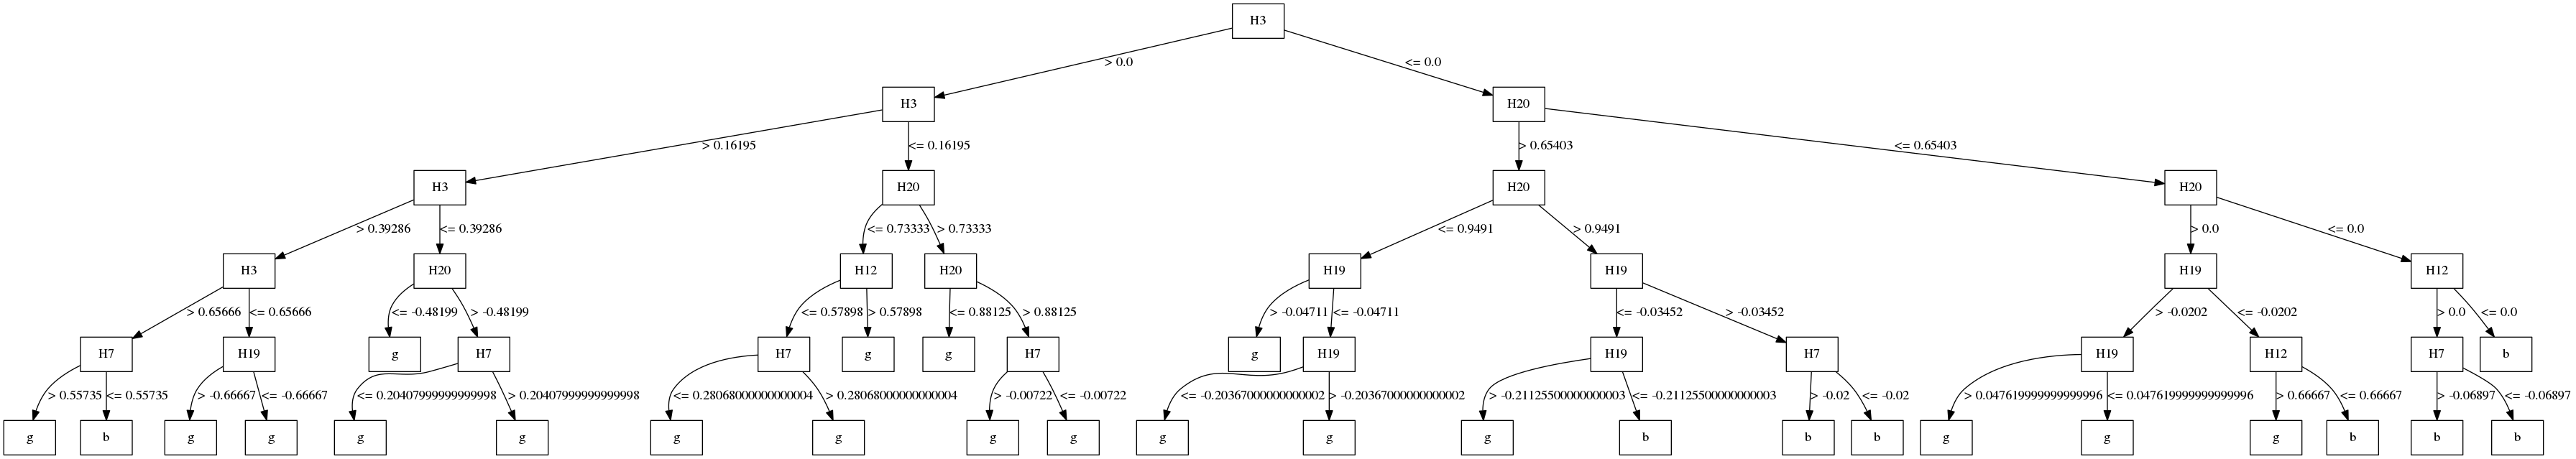 H3
> 0.0
<= 0.0
H3
H20
> 0.16195
<= 0.16195
> 0.65403
<= 0.65403
H3
H20
H20
H20
> 0.39286
<= 0.39286
<= 0.73333
> 0.73333
<= 0.9491
> 0.9491
> 0.0
<= 0.0
H3
H20
H12
H20
H19
H19
H19
H12
> 0.65666
<= 0.65666
<= -0.48199
> -0.48199
<= 0.57898
> 0.57898
<= 0.88125
> 0.88125
> -0.04711
<= -0.04711
<= -0.03452
> -0.03452
> -0.0202
<= -0.0202
> 0.0
<= 0.0
H7
H19
g
H7
H7
g
g
H7
g
H19
H19
H7
H19
H12
H7
b
> 0.55735
<= 0.55735
> -0.66667
<= -0.66667
<= 0.20407999999999998
> 0.20407999999999998
<= 0.28068000000000004
> 0.28068000000000004
> -0.00722
<= -0.00722
<= -0.20367000000000002
> -0.20367000000000002
> -0.21125500000000003
<= -0.21125500000000003
> -0.02
<= -0.02
> 0.047619999999999996
<= 0.047619999999999996
> 0.66667
<= 0.66667
> -0.06897
<= -0.06897
g
b
g
g
g
g
g
g
g
g
g
g
g
b
b
b
g
g
g
b
b
b